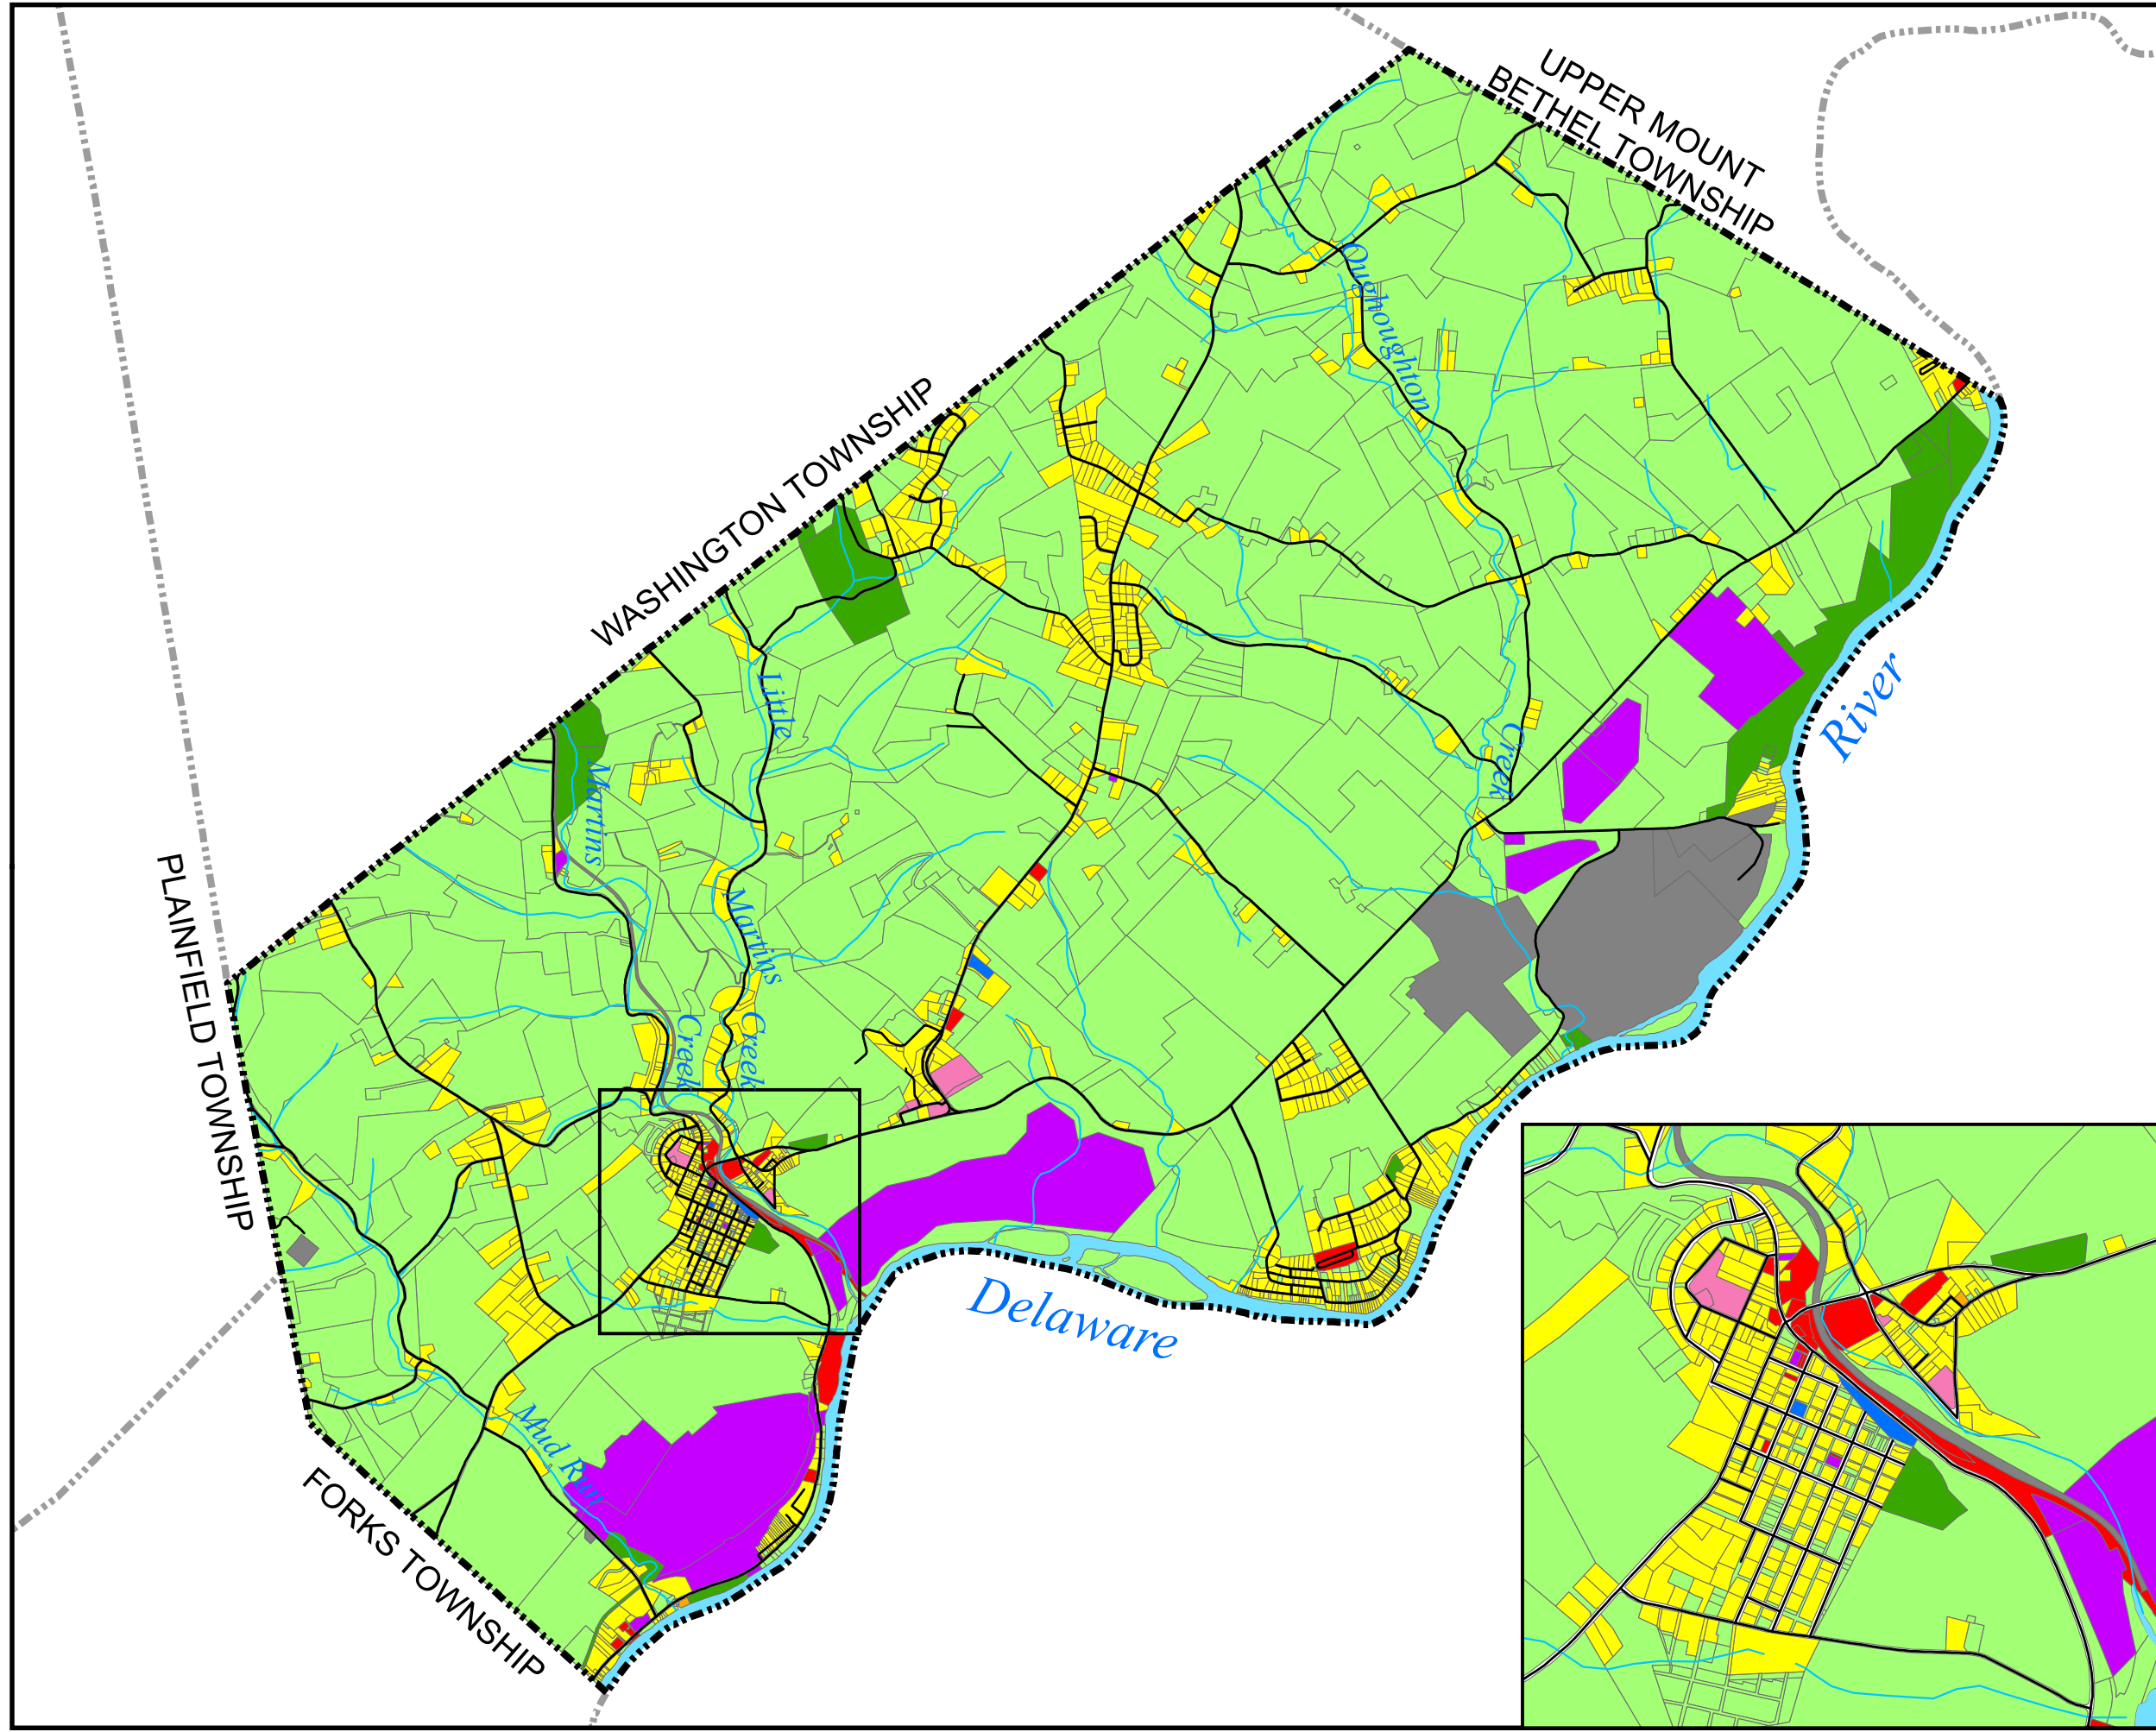 UPPER MOUNT
BETHEL TOWNSHIP
Oughoughton
WASHINGTON TOWNSHIP
River
Little
Creek
Martins
PLAINFIELD TOWNSHIP
Martins
Creek
Creek
Delaware
Mud Run
FORKS TOWNSHIP